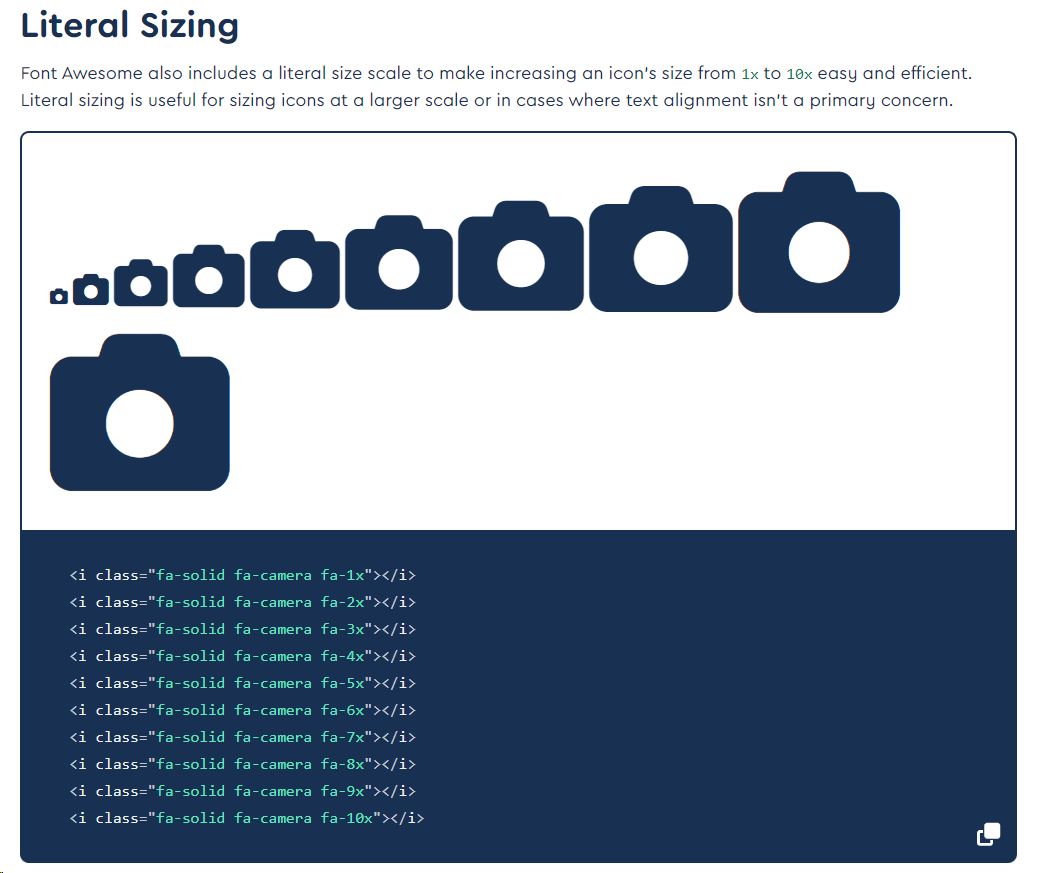 Literal Sizing
Font Awesome also includes a literal size scale to make increasing an icon's size from 1x to 10x easy and efficient.
Literal sizing is useful for sizing icons at a larger scale or in cases where text alignment isn't a primary concern.
<i class="fa-solid fa-camera fa-1x"></i>
<i class="fa-solid fa-camera fa-2x"></i>
<i class="fa-solid fa-camera fa-3x"></i>
<i class="fa-solid fa-camera fa-4x"></i>
<i class="fa-solid fa-camera fa-5x"></i>
<i class="fa-solid fa-camera fa-6x"></i>
<i class="fa-solid fa-camera fa-7x"></i>
<i class="fa-solid fa-camera fa-8x"></i>
<i class="fa-solid fa-camera fa-9x"></i>
<i class="fa-solid fa-camera fa-10x"></i>